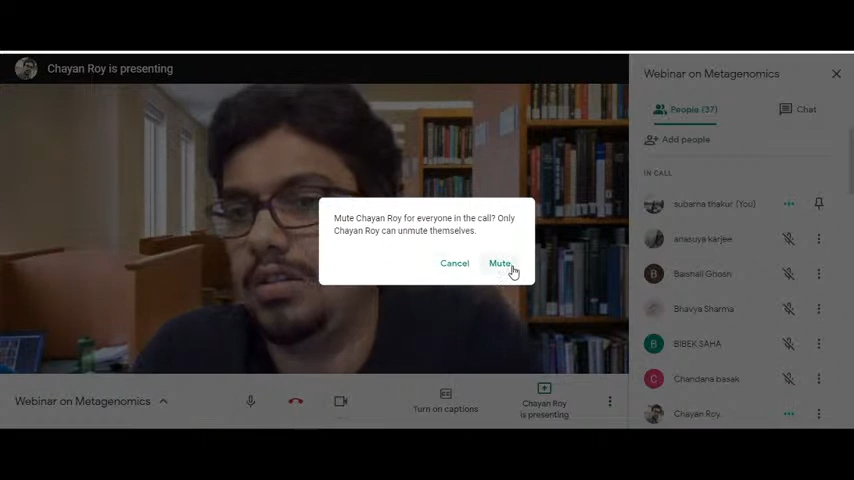 Chayan Roy is presenting
Webinar on Metagenomics
People (37)
Chat
Add people
IN CALL
subarna thakur (You)
anasuya karjee
Baishali Ghosh
Bhavya Sharma
BIBEK SAHA
Chandana basak
Chayan Roy
Mute Chayan Roy for everyone in the call? Only
Chayan Roy can unmute themselves.
Cancel
Mute
Webinar on Metagenomics
CC
Turn on captions
Chayan Roy
is presenting
B
B
C